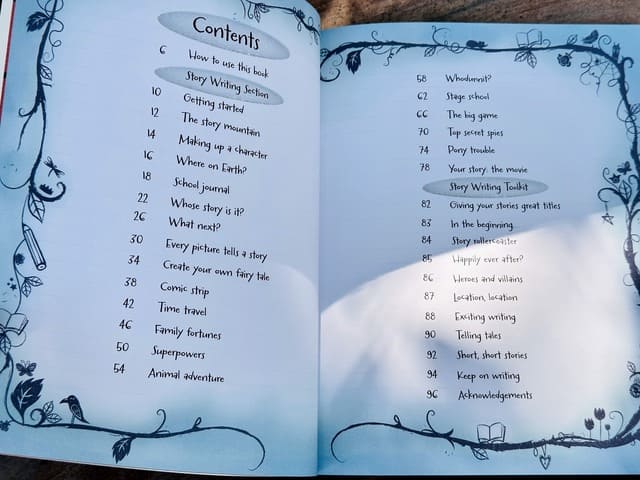 Contents
6 How to use this book
Story Writing Section
10 Getting started
12 The story mountain
14 Making up a character
16 Where on Earth?
18 School journal
22 Whose story is it?
26 What next?
30 Every picture tells a story
34 Create your own fairy tale
38 Comic strip
42 Time travel
46 Family fortunes
50 Superpowers
54 Animal adventure
58 Whodunnit?
62 Stage school
66 The big game
70 Top secret spies
74 Pony trouble
78 Your story: the movie
Story Writing Toolkit
82 Giving your stories great titles
83 In the beginning
84 Story rollercoaster
85 Happily ever after?
86 Heroes and villains
87 Location, location
88 Exciting writing
90 Telling tales
92 Short, short stories
94 Keep on writing
96 Acknowledgements